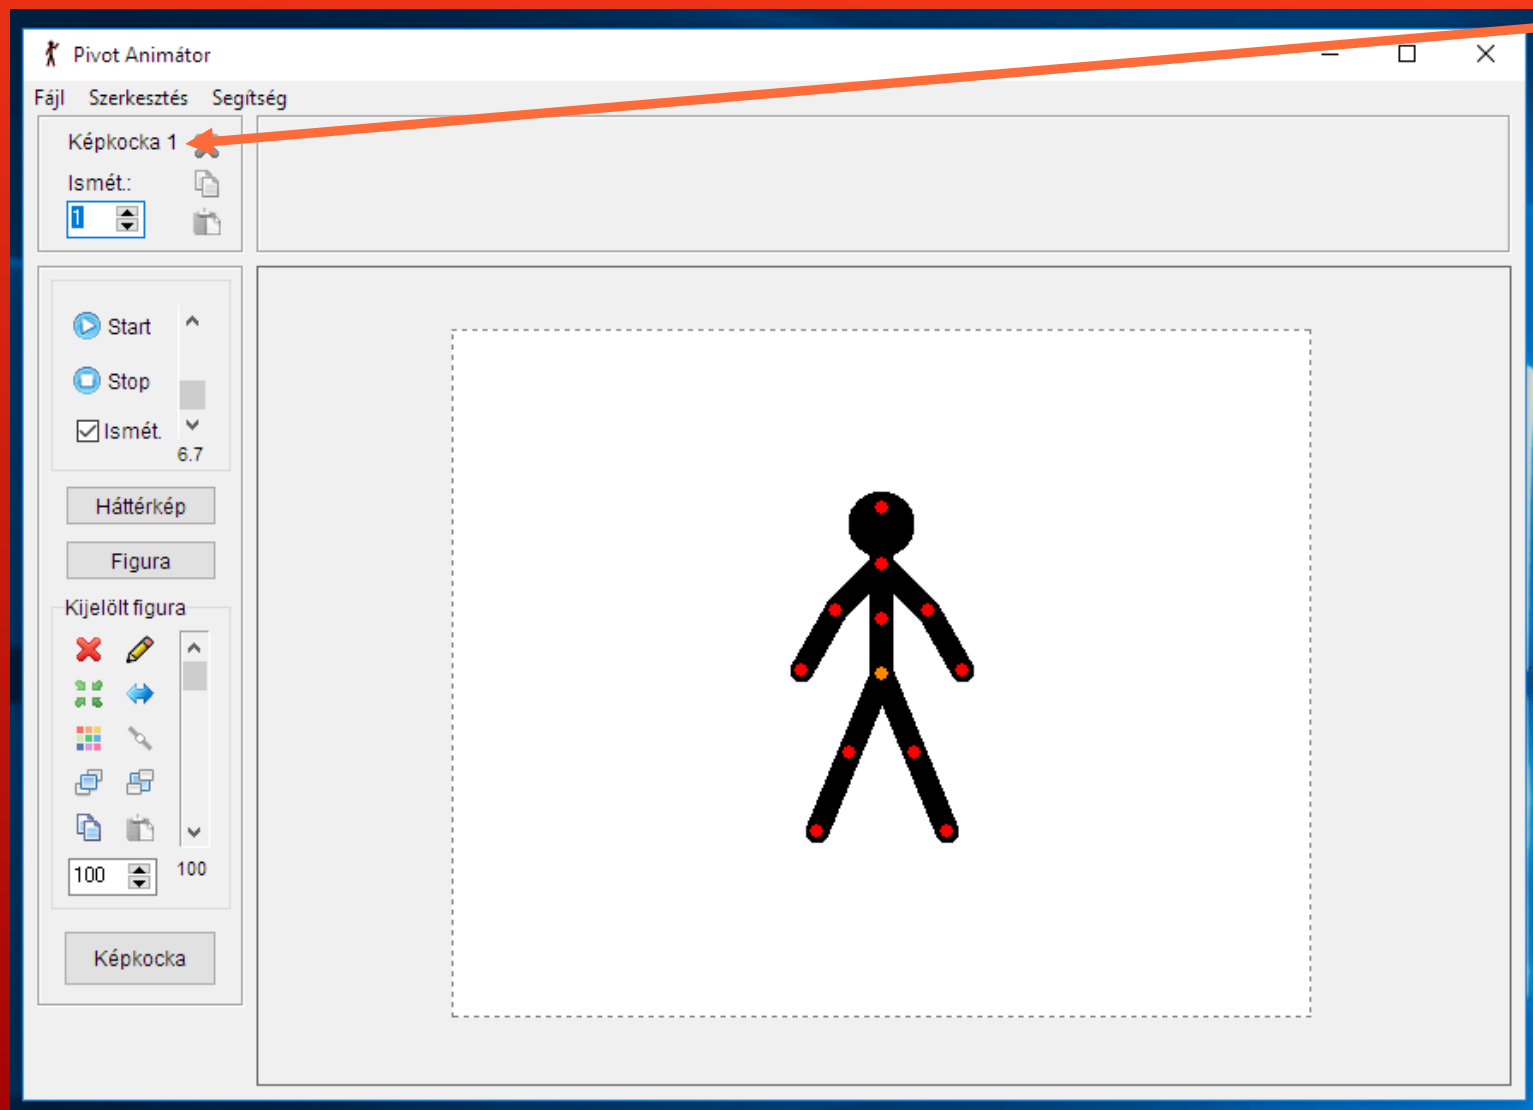 Pivot Animátor
Fájl Szerkesztés Segítség
Képkocka 1
Ismét.:
1
Start
Stop
Ismét.
6.7
Háttérkép
Figura
Kijelölt figura
100
100
Képkocka